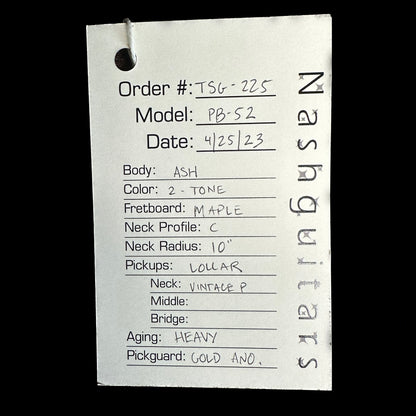 Order #: TSG-225
Model: PB-52
Date: 4/25/23
Body: ASH
Color: 2-TONE
Fretboard: MAPLE
Neck Profile: C
Neck Radius: 10"
Pickups: LOLLAR
Neck: VINTAGE P
Middle:
Bridge:
Aging: HEAVY
Pickguard: GOLD ANO.
Nashguitars